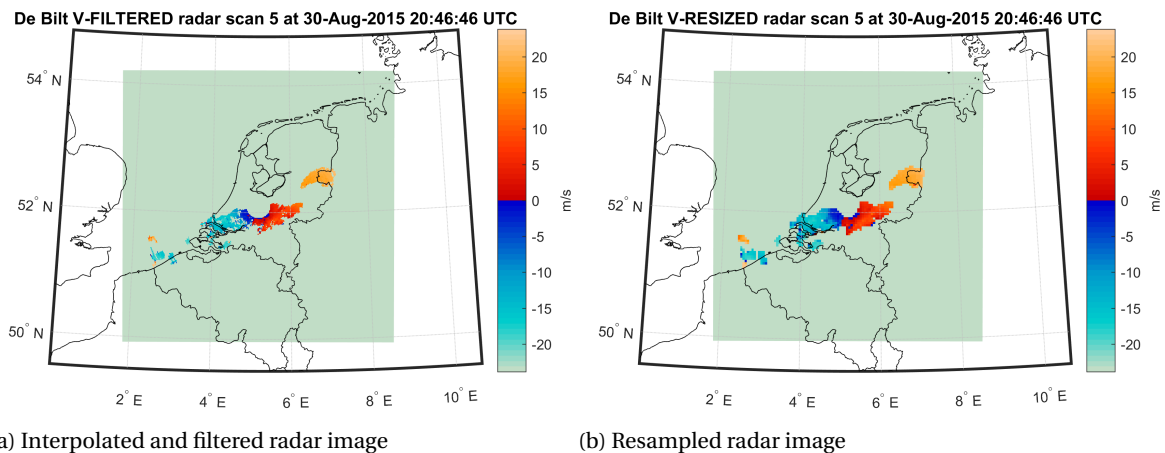 De Bilt V-FILTERED radar scan 5 at 30-Aug-2015 20:46:46 UTC
54° N
52° N
50° N
2° E
4° E
6° E
8° E
10° E
20
15
10
5
0
-5
-10
-15
-20
m/s
a) Interpolated and filtered radar image
De Bilt V-RESIZED radar scan 5 at 30-Aug-2015 20:46:46 UTC
54° N
52° N
50° N
2° E
4° E
6° E
8° E
10° E
20
15
10
5
0
-5
-10
-15
-20
m/s
(b) Resampled radar image